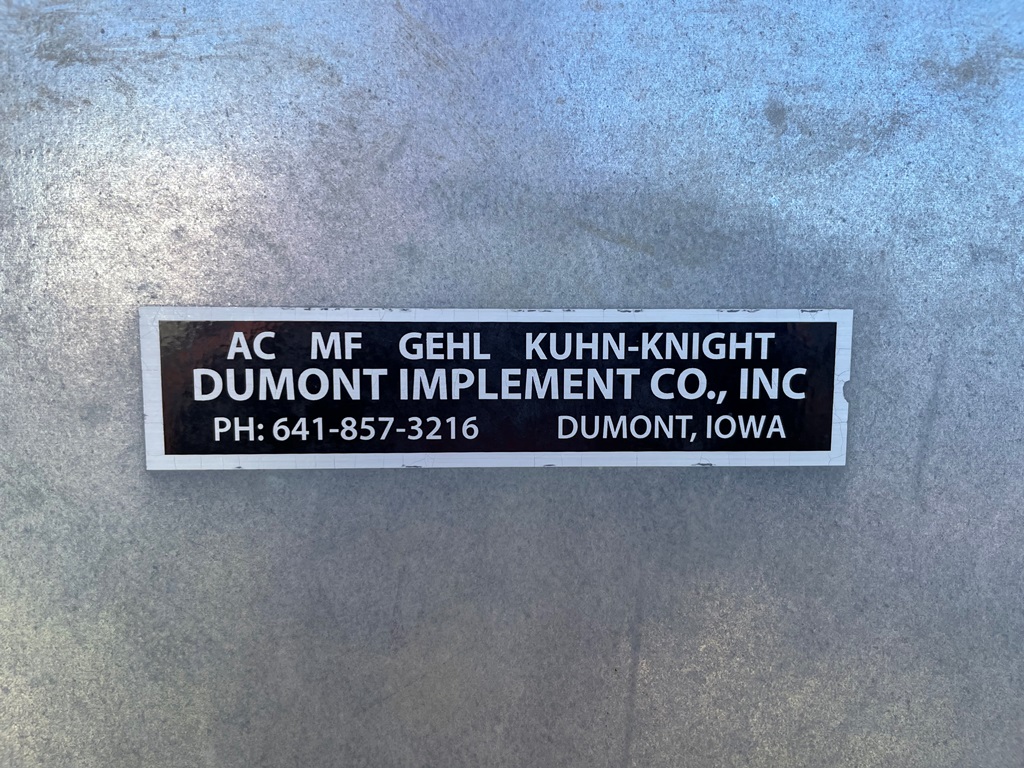 AC MF GEHL KUHN-KNIGHT
DUMONT IMPLEMENT CO., INC
PH: 641-857-3216 DUMONT, IOWA